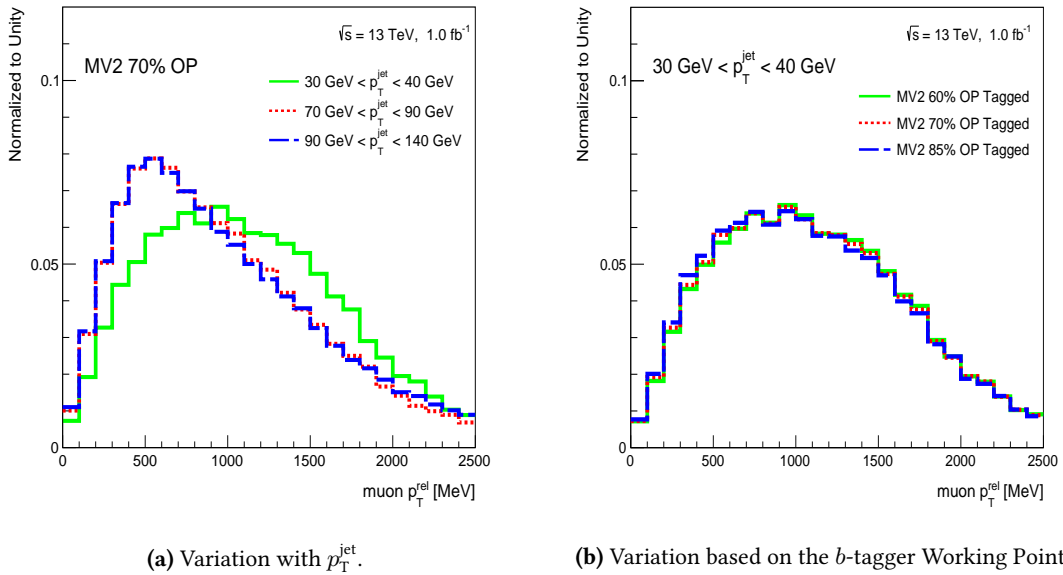 Normalized to Unity
√s = 13 TeV, 1.0 fb⁻¹
MV2 70% OP
30 GeV < p_T^jet < 40 GeV
70 GeV < p_T^jet < 90 GeV
90 GeV < p_T^jet < 140 GeV
0.1
0.05
0
0 500 1000 1500 2000 2500
muon p_T^rel [MeV]
(a) Variation with p_T^jet.
Normalized to Unity
√s = 13 TeV, 1.0 fb⁻¹
30 GeV < p_T^jet < 40 GeV
MV2 60% OP Tagged
MV2 70% OP Tagged
MV2 85% OP Tagged
0.1
0.05
0
0 500 1000 1500 2000 2500
muon p_T^rel [MeV]
(b) Variation based on the b-tagger Working Point